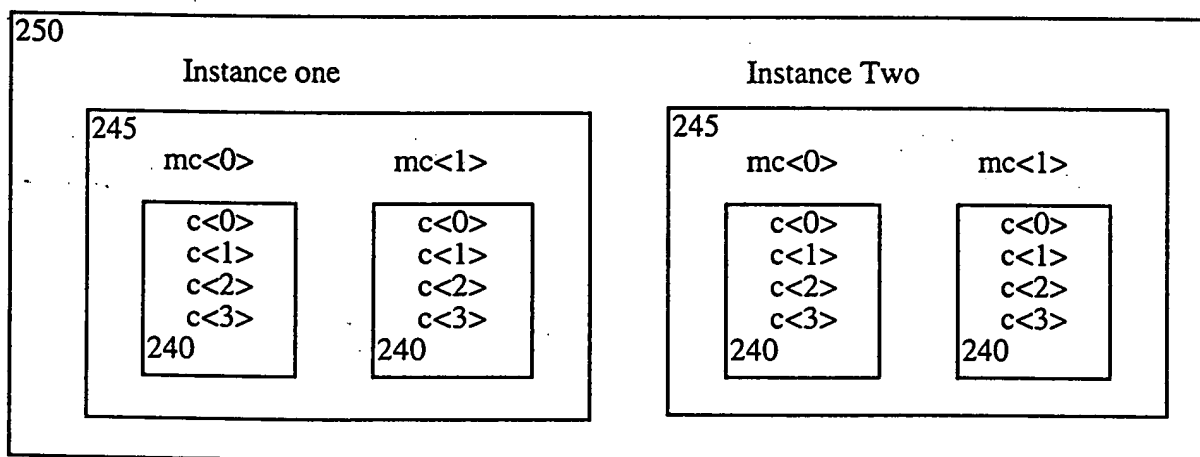 250
Instance one Instance Two
245 245
mc<0> mc<1> mc<0> mc<1>
c<0> c<0> c<0> c<0>
c<1> c<1> c<1> c<1>
c<2> c<2> c<2> c<2>
c<3> c<3> c<3> c<3>
240 240 240 240